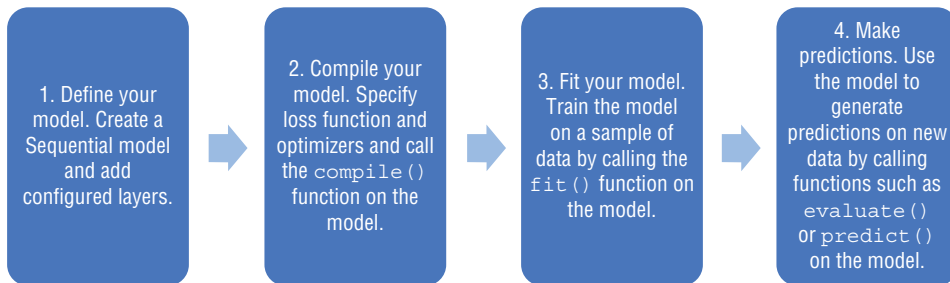 1. Define your
model. Create a
Sequential model
and add
configured layers.
2. Compile your
model. Specify
loss function and
optimizers and call
the compile()
function on the
model.
3. Fit your model.
Train the model
on a sample of
data by calling the
fit() function on
the model.
4. Make
predictions. Use
the model to
generate
predictions on new
data by calling
functions such as
evaluate()
or predict()
on the model.